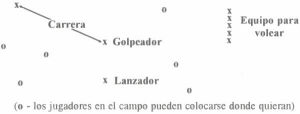 x
o
Carrera
x Golpeador
o
o
o
x Lanzador
o
x
x
x
x
x
Equipo para
volear
(o - los jugadores en el campo pueden colocarse donde quieran)